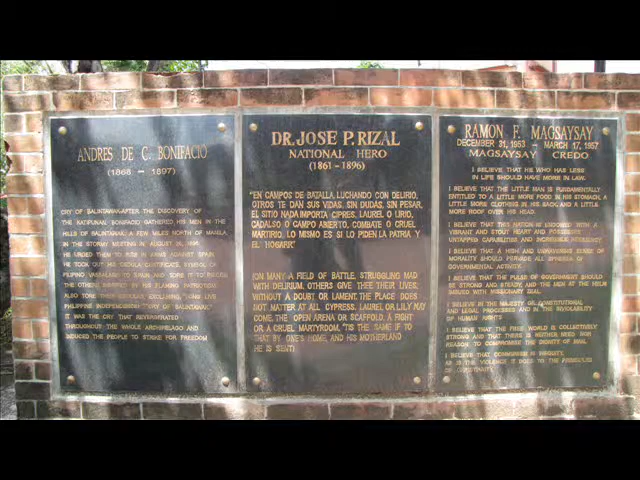 ANDRES DE C. BONIFACIO
(1868 - 1897)
CRY OF BALINTAWAK-AFTER THE DISCOVERY OF
THE KATIPUNAN, BONIFACIO GATHERED HIS MEN IN THE
HILLS OF BALINTAWAK, A FEW MILES NORTH OF MANILA,
IN THE STORMY MEETING IN AUGUST 26, 1896
HE URGED THEM TO RISE IN ARMS AGAINST SPAIN.
HE TOOK OUT HIS CEDULA CERTIFICATE, SYMBOL OF
FILIPINO VASSALAGE TO SPAIN AND TORE IT TO PIECES.
THE OTHERS INSPIRED BY HIS FLAMING PATRIOTISM
ALSO TORE THEIR CEDULAS, EXCLAIMING, "LONG LIVE
PHILIPPINE INDEPENDENCE! "CRY OF BALINTAWAK."
IT WAS THE CRY THAT REVERBERATED
THROUGHOUT THE WHOLE ARCHIPELAGO AND
INDUCED THE PEOPLE TO STRIKE FOR FREEDOM
DR. JOSE P. RIZAL
NATIONAL HERO
(1861 - 1896)
"EN CAMPOS DE BATALLA, LUCHANDO CON DELIRIO,
OTROS TE DAN SUS VIDAS, SIN DUDAS, SIN PESAR,
EL SITIO NADA IMPORTA CIPRES, LAUREL O LIRIO,
CADALSO O CAMPO ABIERTO, COMBATE O CRUEL
MARTIRIO, LO MISMO ES SI LO PIDEN LA PATRIA Y
EL HOGAR".
(ON MANY A FIELD OF BATTLE, STRUGGLING MAD
WITH DELIRIUM, OTHERS GIVE THEE THEIR LIVES,
WITHOUT A DOUBT OR LAMENT. THE PLACE DOES
NOT MATTER AT ALL CYPRESS, LAUREL, OR LILY MAY
COME, THE OPEN ARENA OR SCAFFOLD, A FIGHT
OR A CRUEL MARTYRDOM, 'TIS THE SAME IF TO
THAT BY ONE'S HOME, AND HIS MOTHERLAND
HE IS SENT)
RAMON F. MAGSAYSAY
DECEMBER 31, 1953 - MARCH 17, 1957
MAGSAYSAY CREDO
I BELIEVE THAT HE WHO HAS LESS
IN LIFE SHOULD HAVE MORE IN LAW.
I BELIEVE THAT THE LITTLE MAN IS FUNDAMENTALLY
ENTITLED TO A LITTLE MORE FOOD IN HIS STOMACH, A
LITTLE MORE CLOTHING IN HIS BACK, AND A LITTLE
MORE ROOF OVER HIS HEAD.
I BELIEVE THAT THIS NATION IS ENDOWED WITH A
VIBRANT AND STOUT HEART AND POSSESSES
UNTAPPED CAPABILITIES AND INCREDIBLE RESILIENCY.
I BELIEVE THAT A HIGH AND UNWAVERING SENSE OF
MORALITY SHOULD PERVADE ALL SPHERES OF
GOVERNMENTAL ACTIVITY.
I BELIEVE THAT THE PULSE OF GOVERNMENT SHOULD
BE STRONG AND STEADY, AND THE MEN AT THE HELM
IMBUED WITH MISSIONARY ZEAL.
I BELIEVE IN THE MAJESTY OF CONSTITUTIONAL
AND LEGAL PROCESSES AND IN THE INVIOLABILITY
OF HUMAN RIGHTS
I BELIEVE THAT THE FREE WORLD IS COLLECTIVELY
STRONG AND THAT THERE IS NEITHER NEED NOR
REASON TO COMPROMISE THE DIGNITY OF MAN.
I BELIEVE THAT COMMUNISM IS INIQUITY,
AS IS THE VIOLENCE IT DOES TO THE PRINCIPLES
OF CHRISTIANITY.